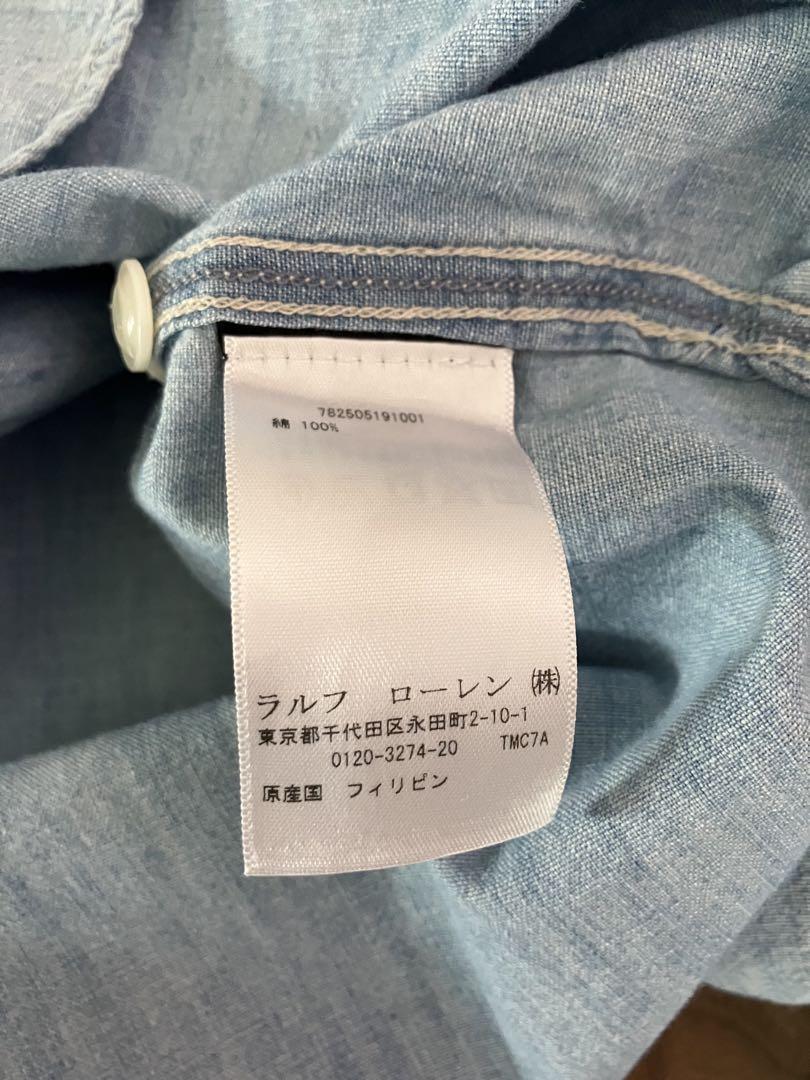 782505191001
綿 100%
ラルフ ローレン ㈱
東京都千代田区永田町2-10-1
0120-3274-20 TMC7A
原産国 フィリピン